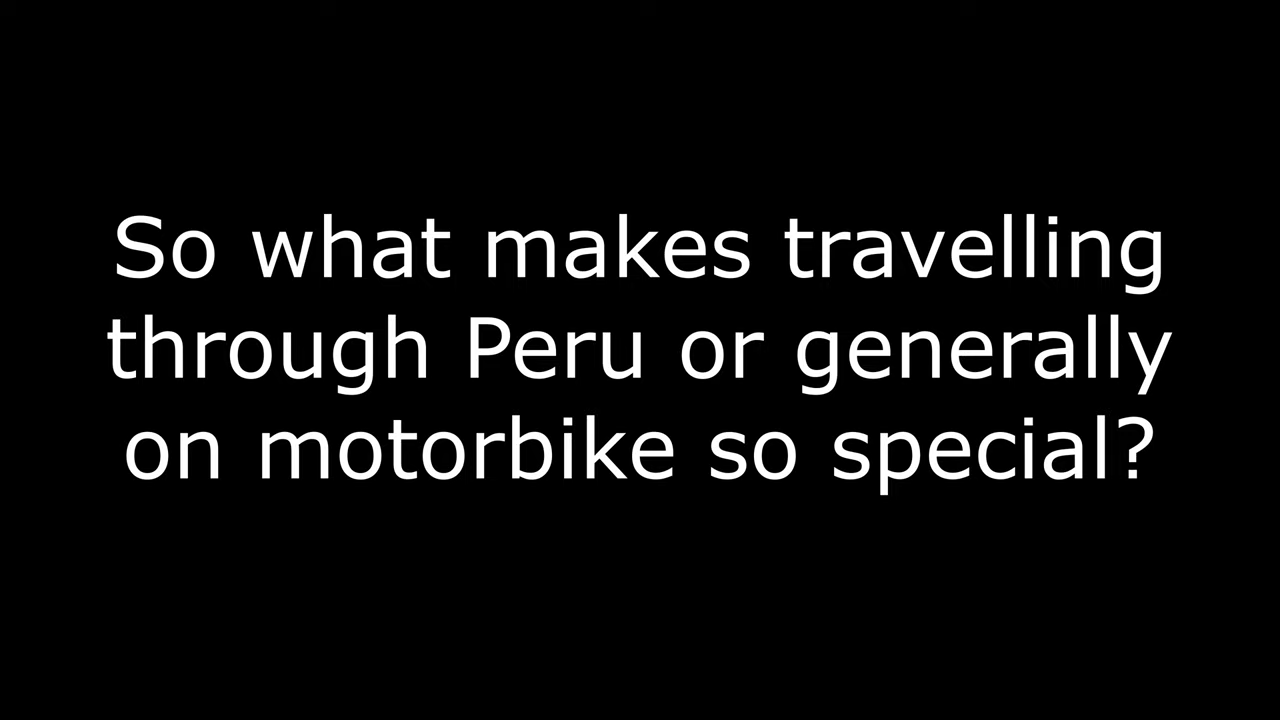 So what makes travelling
through Peru or generally
on motorbike so special?